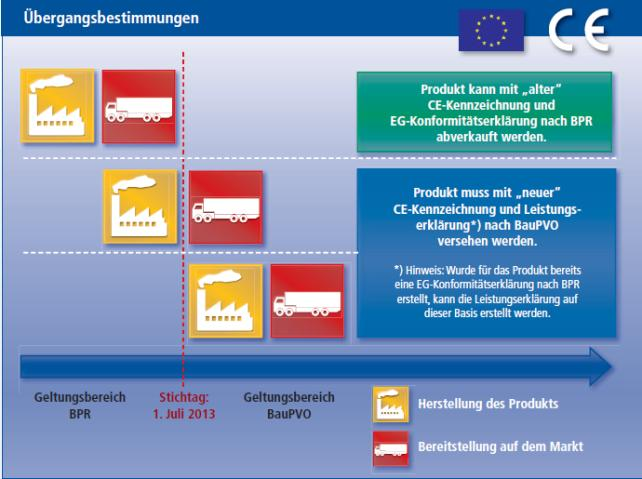 Übergangsbestimmungen
CE
Produkt kann mit „alter”
CE-Kennzeichnung und
EG-Konformitätserklärung nach BPR
abverkauft werden.
Produkt muss mit „neuer”
CE-Kennzeichnung und Leistungs-
erklärung*) nach BauPVO
versehen werden.
*) Hinweis: Wurde für das Produkt bereits
eine EG-Konformitätserklärung nach BPR
erstellt, kann die Leistungserklärung auf
dieser Basis erstellt werden.
Geltungsbereich
BPR
Stichtag:
1. Juli 2013
Geltungsbereich
BauPVO
Herstellung des Produkts
Bereitstellung auf dem Markt